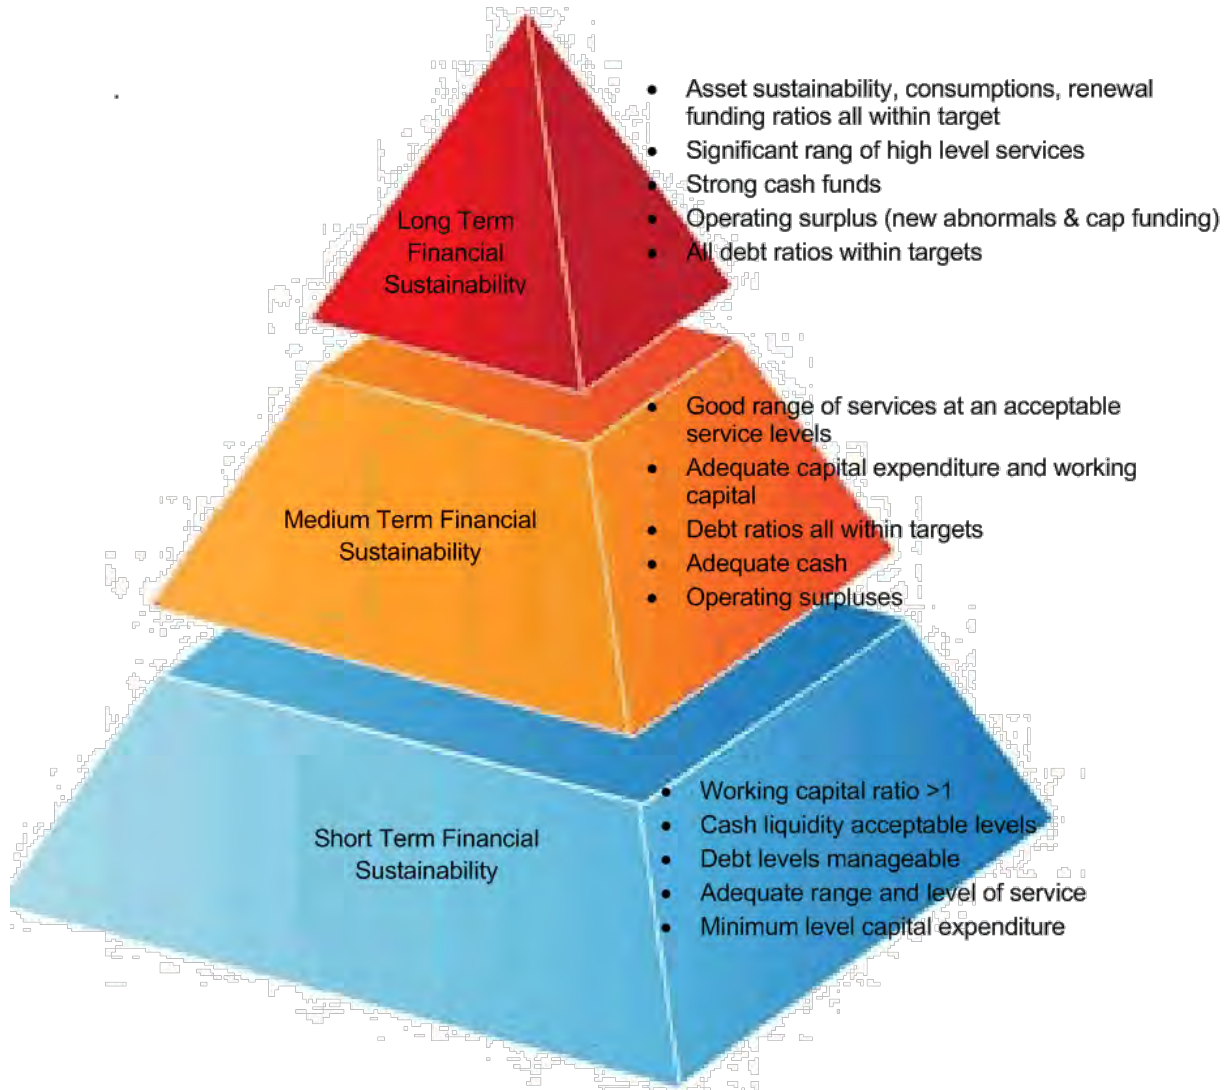 • Asset sustainability, consumptions, renewal
funding ratios all within target
• Significant rang of high level services
• Strong cash funds
• Operating surplus (new abnormals & cap funding)
• All debt ratios within targets
Long Term
Financial
Sustainability
• Good range of services at an acceptable
service levels
• Adequate capital expenditure and working
capital
• Debt ratios all within targets
• Adequate cash
• Operating surpluses
Medium Term Financial
Sustainability
• Working capital ratio >1
• Cash liquidity acceptable levels
• Debt levels manageable
• Adequate range and level of service
• Minimum level capital expenditure
Short Term Financial
Sustainability